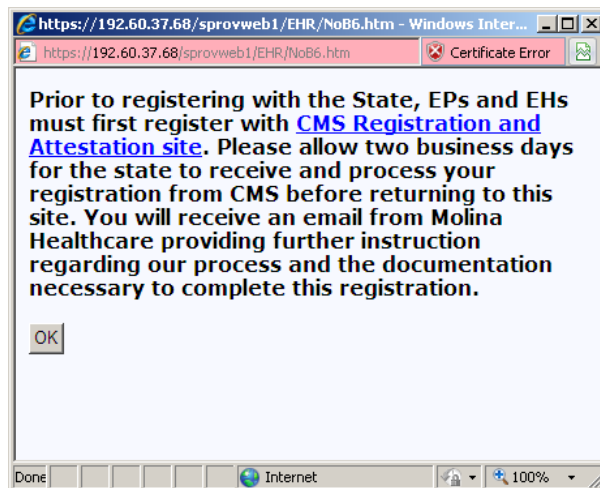 https://192.60.37.68/sprovweb1/EHR/NoB6.htm - Windows Inter...
https://192.60.37.68/sprovweb1/EHR/NoB6.htm Certificate Error
Prior to registering with the State, EPs and EHs
must first register with CMS Registration and
Attestation site. Please allow two business days
for the state to receive and process your
registration from CMS before returning to this
site. You will receive an email from Molina
Healthcare providing further instruction
regarding our process and the documentation
necessary to complete this registration.
OK
Done Internet 100%